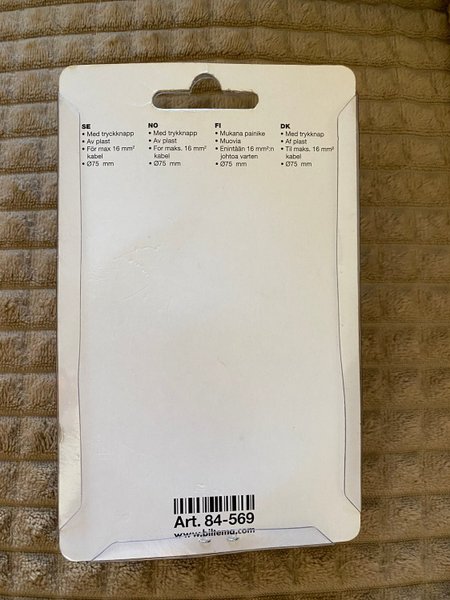 SE
• Med tryckknapp
• Av plast
• För max 16 mm²
kabel
• Ø75 mm
NO
• Med trykknapp
• Av plast
• For maks. 16 mm²
kabel
• Ø75 mm
FI
• Mukana painike
• Muovia
• Enintään 16 mm²:n
johtoa varten
• Ø75 mm
DK
• Med trykknap
• Af plast
• Til maks. 16 mm²
kabel
• Ø75 mm
Art. 84-569
www.biltema.com